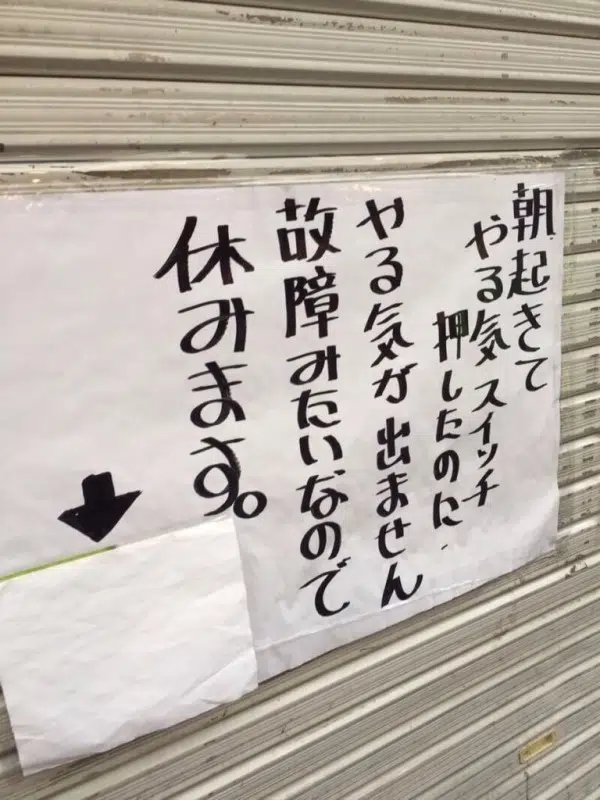 朝起きて
やる気スイッチ
押したのに
やる気が出ません
故障みたいなので
休みます。